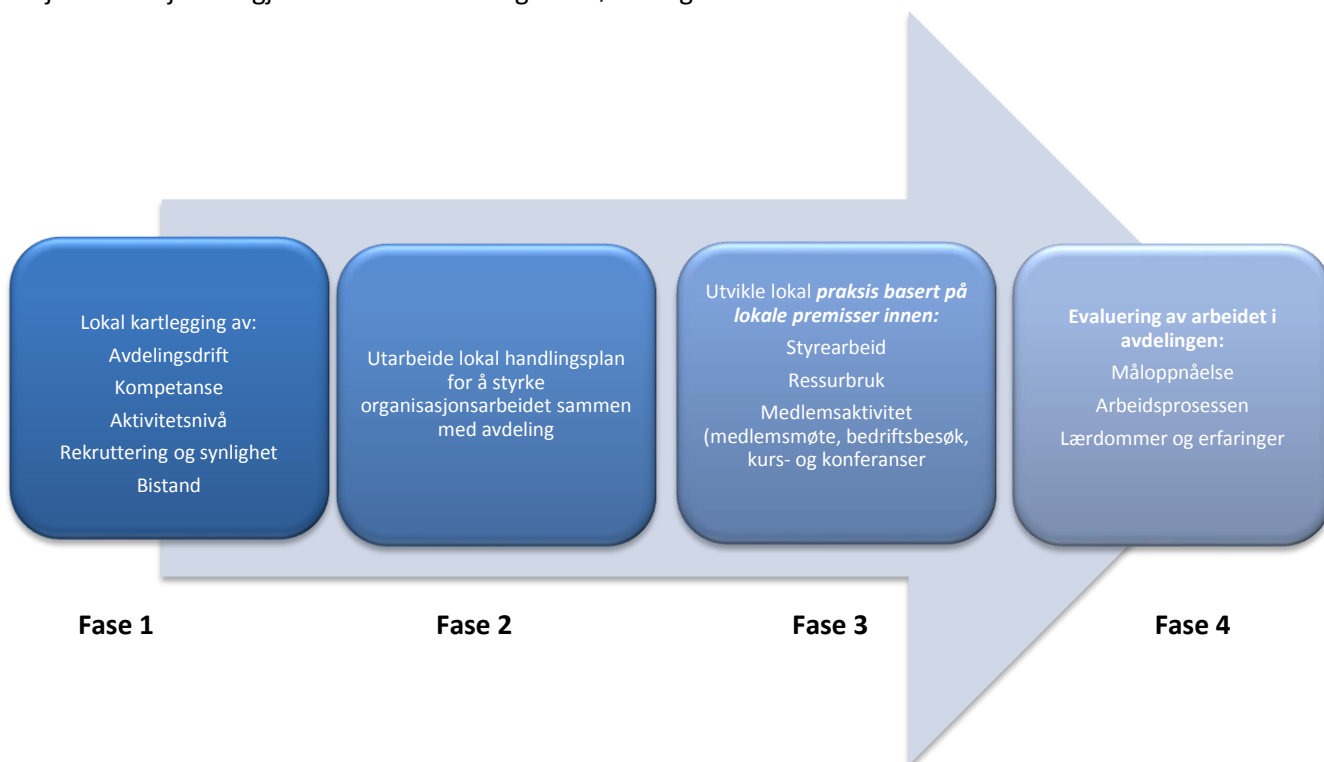 Lokal kartlegging av:
Avdelingsdrift
Kompetanse
Aktivitetsnivå
Rekruttering og synlighet
Bistand
Utarbeide lokal handlingsplan
for å styrke
organisasjonsarbeidet sammen
med avdeling
Utvikle lokal praksis basert på
lokale premisser innen:
Styrearbeid
Ressurbruk
Medlemsaktivitet
(medlemsmøte, bedriftsbesøk,
kurs- og konferanser
Evaluering av arbeidet i
avdelingen:
Måloppnåelse
Arbeidsprosessen
Lærdommer og erfaringer
Fase 1
Fase 2
Fase 3
Fase 4